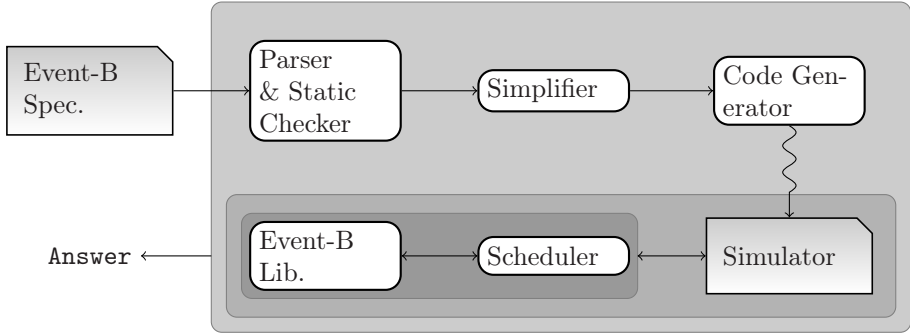 Event-B
Spec.
Parser
& Static
Checker
Simplifier
Code Gen-
erator
Answer
Event-B
Lib.
Scheduler
Simulator